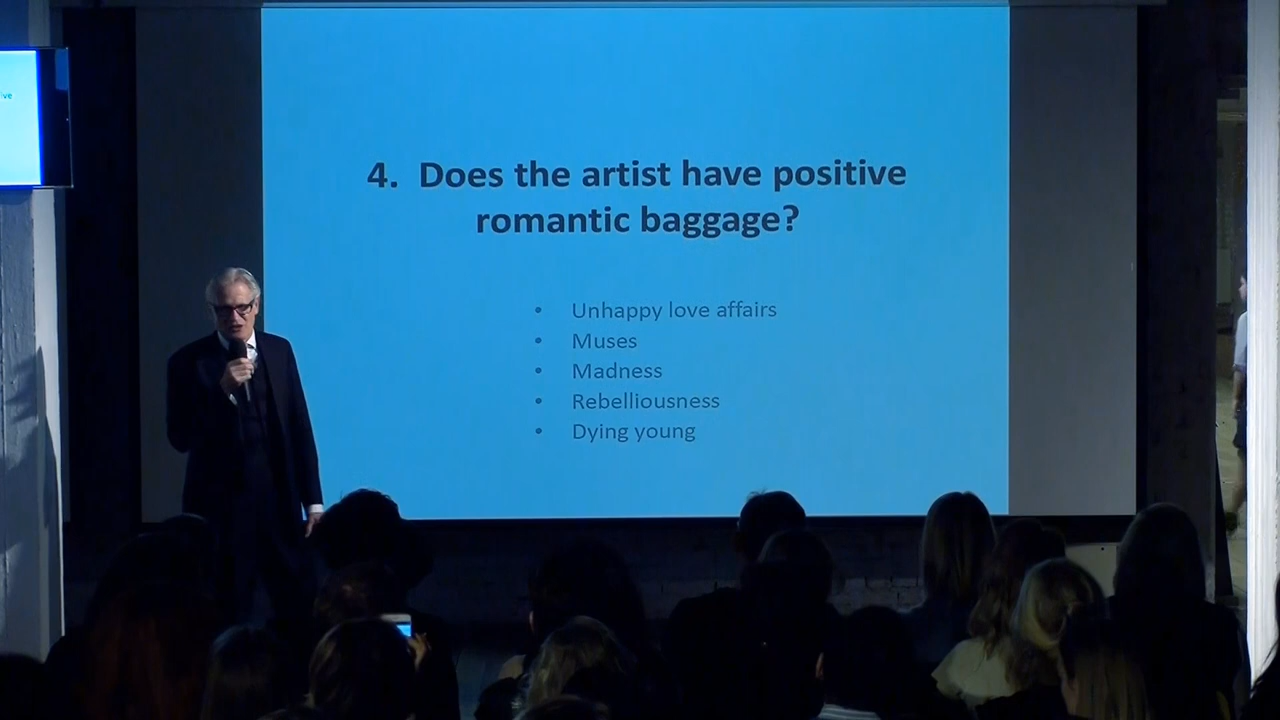 4. Does the artist have positive
romantic baggage?
• Unhappy love affairs
• Muses
• Madness
• Rebelliousness
• Dying young